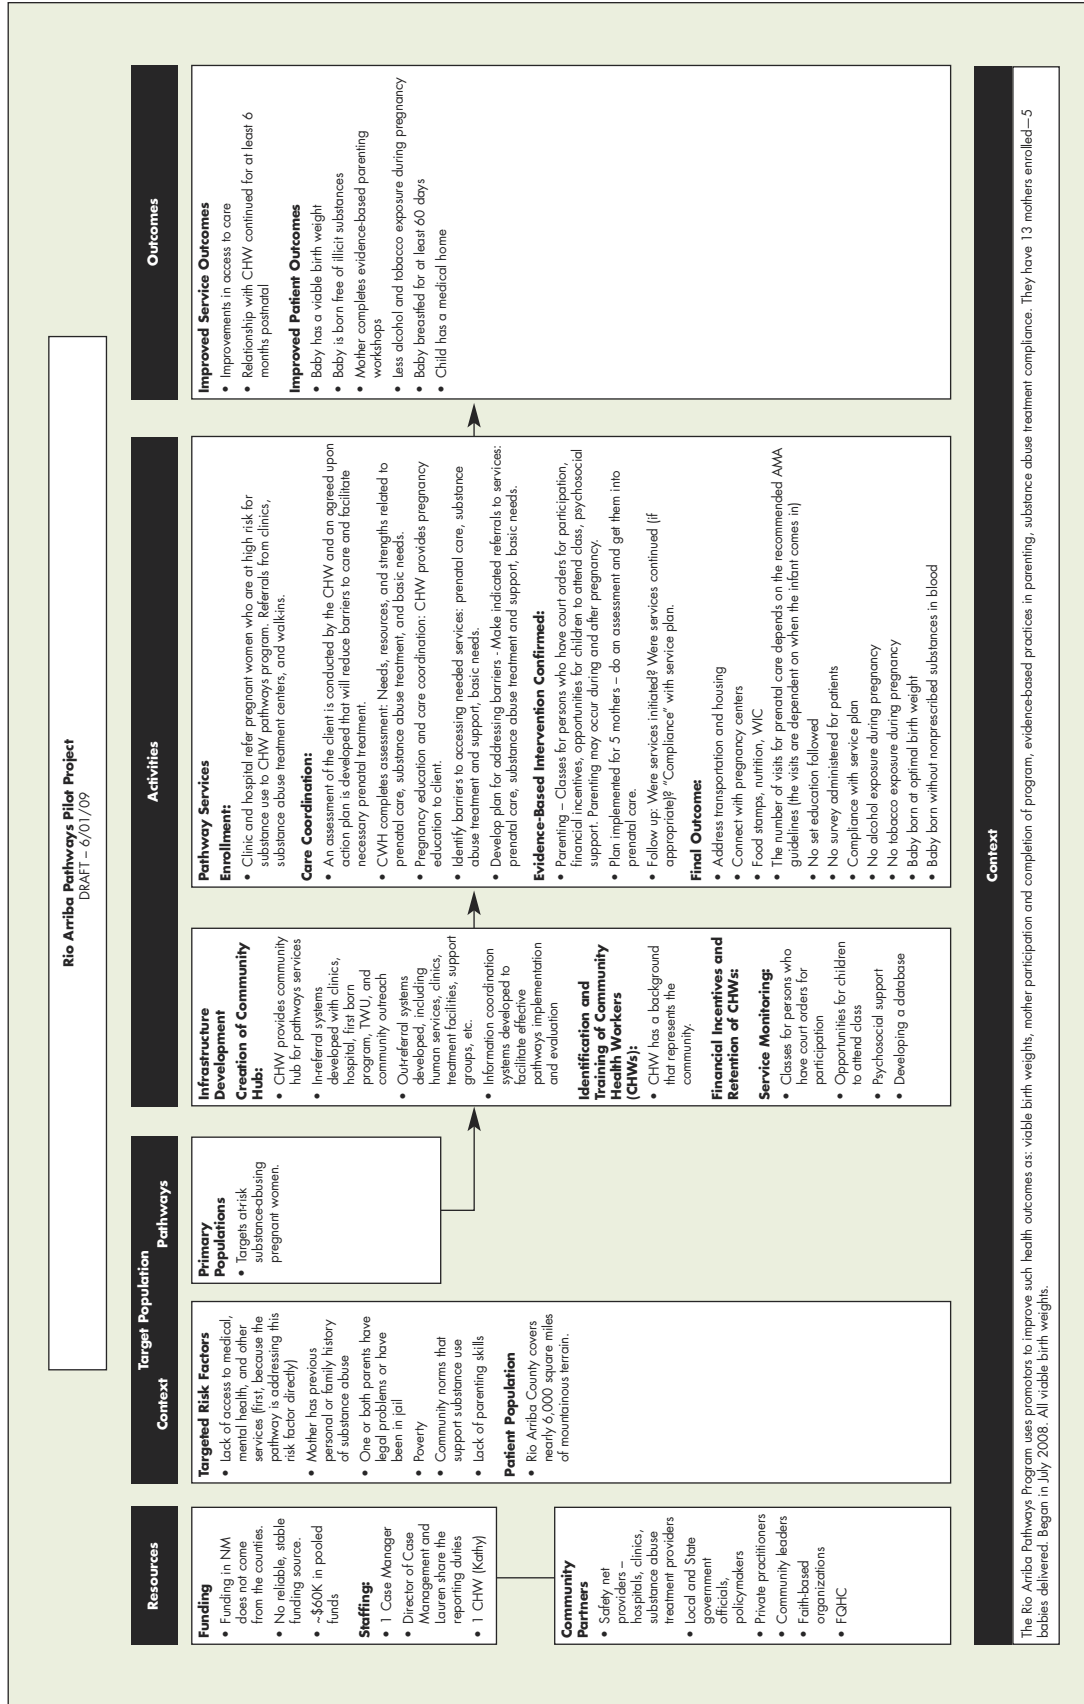 Rio Arriba Pathways Pilot Project
DRAFT – 6/01/09
Resources
Funding
• Funding in NM
does not come
from the counties.
• No reliable, stable
funding source.
• ~$60K in pooled
funds
Staffing:
• 1 Case Manager
• Director of Case
Management and
Lauren share the
reporting duties
• 1 CHW (Kathy)
Community
Partners
• Safety net
providers –
hospitals, clinics,
substance abuse
treatment providers
• Local and State
government
officials,
policymakers
• Private practitioners
• Community leaders
• Faith-based
organizations
• FQHC
Target Population
Context
Pathways
Targeted Risk Factors
• Lack of access to medical,
mental health, and other
services (first, because the
pathway is addressing this
risk factor directly)
• Mother has previous
personal or family history
of substance abuse
• One or both parents have
legal problems or have
been in jail
• Poverty
• Community norms that
support substance use
• Lack of parenting skills
Patient Population
• Rio Arriba County covers
nearly 6,000 square miles
of mountainous terrain.
Primary
Populations
• Targets at-risk
substance-abusing
pregnant women.
Activities
Infrastructure
Development
Creation of Community
Hub:
• CHW provides community
hub for pathways services
• In-referral systems
developed with clinics,
hospital, first born
program, TWU, and
community outreach
• Out-referral systems
developed, including
human services, clinics,
treatment facilities, support
groups, etc.
• Information coordination
systems developed to
facilitate effective
pathways implementation
and evaluation
Identification and
Training of Community
Health Workers
(CHWs):
• CHW has a background
that represents the
community.
Financial Incentives and
Retention of CHWs:
Service Monitoring:
• Classes for persons who
have court orders for
participation
• Opportunities for children
to attend class
• Psychosocial support
• Developing a database
Pathway Services
Enrollment:
• Clinic and hospital refer pregnant women who are at high risk for
substance use to CHW pathways program. Referrals from clinics,
substance abuse treatment centers, and walk-ins.
Care Coordination:
• An assessment of the client is conducted by the CHW and an agreed upon
action plan is developed that will reduce barriers to care and facilitate
necessary prenatal treatment.
• CWH completes assessment: Needs, resources, and strengths related to
prenatal care, substance abuse treatment, and basic needs.
• Pregnancy education and care coordination: CHW provides pregnancy
education to client.
• Identify barriers to accessing needed services: prenatal care, substance
abuse treatment and support, basic needs.
• Develop plan for addressing barriers - Make indicated referrals to services:
prenatal care, substance abuse treatment and support, basic needs.
Evidence-Based Intervention Confirmed:
• Parenting – Classes for persons who have court orders for participation,
financial incentives, opportunities for children to attend class, psychosocial
support. Parenting may occur during and after pregnancy.
• Plan implemented for 5 mothers – do an assessment and get them into
prenatal care.
• Follow up: Were services initiated? Were services continued (if
appropriate)? “Compliance” with service plan.
Final Outcome:
• Address transportation and housing
• Connect with pregnancy centers
• Food stamps, nutrition, WIC
• The number of visits for prenatal care depends on the recommended AMA
guidelines (the visits are dependent on when the infant comes in)
• No set education followed
• No survey administered for patients
• Compliance with service plan
• No alcohol exposure during pregnancy
• No tobacco exposure during pregnancy
• Baby born at optimal birth weight
• Baby born without nonprescribed substances in blood
Outcomes
Improved Service Outcomes
• Improvements in access to care
• Relationship with CHW continued for at least 6
months postnatal
Improved Patient Outcomes
• Baby has a viable birth weight
• Baby is born free of illicit substances
• Mother completes evidence-based parenting
workshops
• Less alcohol and tobacco exposure during pregnancy
• Baby breastfed for at least 60 days
• Child has a medical home
Context
The Rio Arriba Pathways Program uses promotors to improve such health outcomes as: viable birth weights, mother participation and completion of program, evidence-based practices in parenting, substance abuse treatment compliance. They have 13 mothers enrolled—5
babies delivered. Began in July 2008. All viable birth weights.